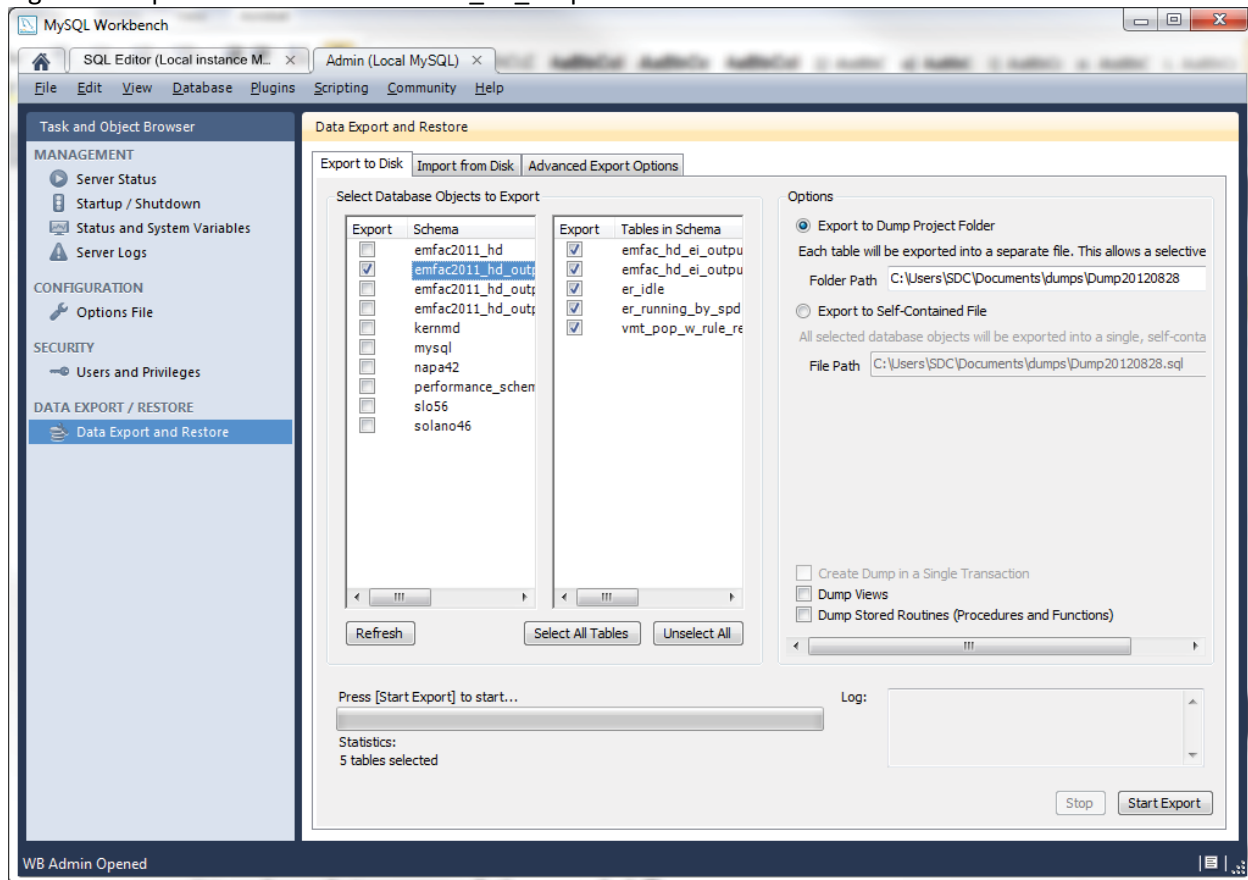 MySQL Workbench
SQL Editor (Local instance M... × Admin (Local MySQL) ×
File Edit View Database Plugins Scripting Community Help
Task and Object Browser
MANAGEMENT
Server Status
Startup / Shutdown
Status and System Variables
Server Logs
CONFIGURATION
Options File
SECURITY
Users and Privileges
DATA EXPORT / RESTORE
Data Export and Restore
Data Export and Restore
Export to Disk Import from Disk Advanced Export Options
Select Database Objects to Export
Export Schema
emfac2011_hd
emfac2011_hd_outp
emfac2011_hd_outp
emfac2011_hd_outp
kernmd
mysql
napa42
performance_schem
slo56
solano46
Export Tables in Schema
emfac_hd_ei_outpu
emfac_hd_ei_outpu
er_idle
er_running_by_spd
vmt_pop_w_rule_re
Refresh Select All Tables Unselect All
Options
Export to Dump Project Folder
Each table will be exported into a separate file. This allows a selective
Folder Path C:\Users\SDC\Documents\dumps\Dump20120828
Export to Self-Contained File
All selected database objects will be exported into a single, self-conta
File Path C:\Users\SDC\Documents\dumps\Dump20120828.sql
Create Dump in a Single Transaction
Dump Views
Dump Stored Routines (Procedures and Functions)
Press [Start Export] to start...
Log:
Statistics:
5 tables selected
Stop Start Export
WB Admin Opened